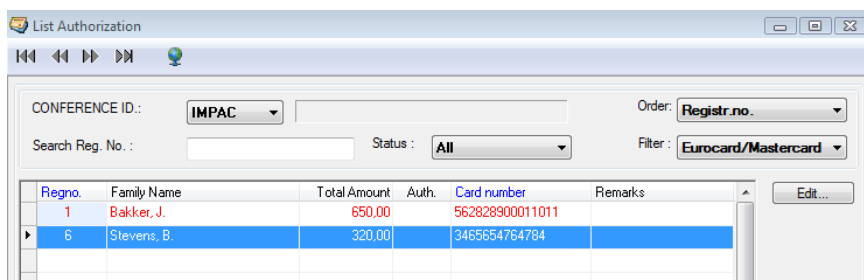 List Authorization
CONFERENCE ID.: IMPAC Order: Registr.no.
Search Reg. No. : Status : All Filter : Eurocard/Mastercard
Regno. Family Name Total Amount Auth. Card number Remarks Edit...
1 Bakker, J. 650,00 562828900011011
6 Stevens, B. 320,00 3465654764784